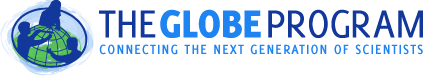 THE GLOBE PROGRAM
CONNECTING THE NEXT GENERATION OF SCIENTISTS